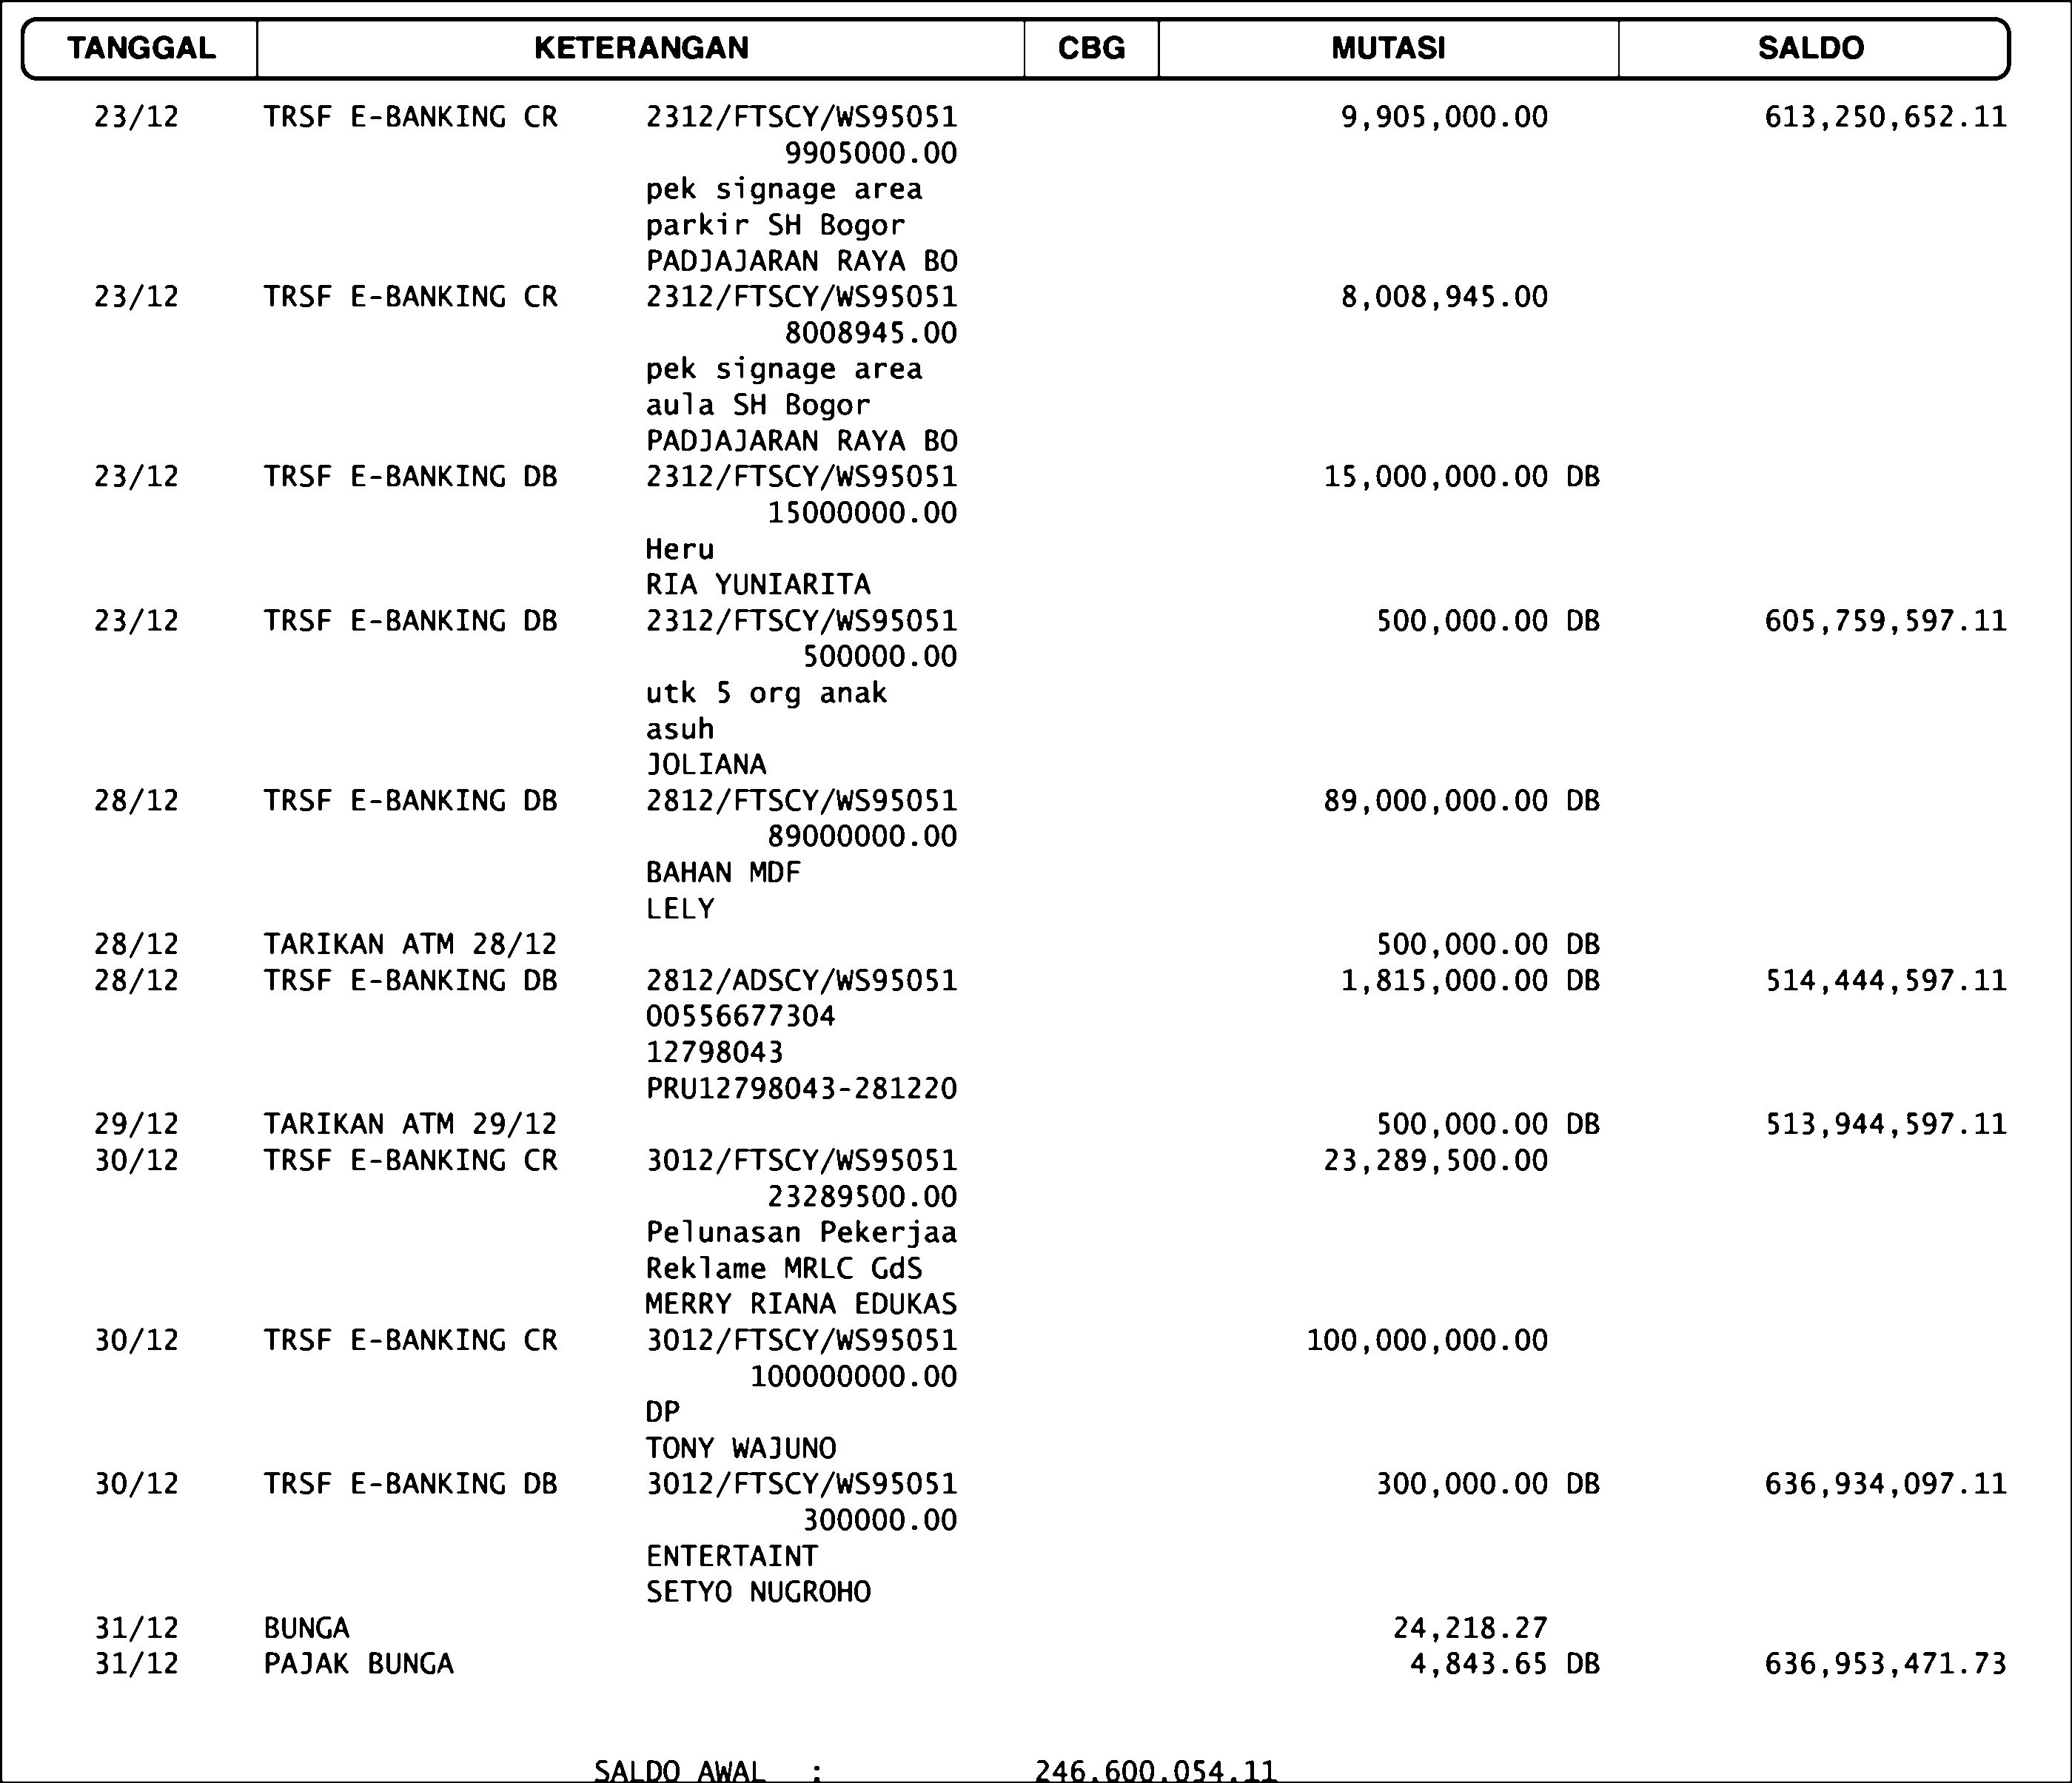 TANGGAL KETERANGAN CBG MUTASI SALDO
23/12 TRSF E-BANKING CR 2312/FTSCY/WS95051 9,905,000.00 613,250,652.11
9905000.00
pek signage area
parkir SH Bogor
PADJAJARAN RAYA BO
23/12 TRSF E-BANKING CR 2312/FTSCY/WS95051 8,008,945.00
8008945.00
pek signage area
aula SH Bogor
PADJAJARAN RAYA BO
23/12 TRSF E-BANKING DB 2312/FTSCY/WS95051 15,000,000.00 DB
15000000.00
Heru
RIA YUNIARITA
23/12 TRSF E-BANKING DB 2312/FTSCY/WS95051 500,000.00 DB 605,759,597.11
500000.00
utk 5 org anak
asuh
JOLIANA
28/12 TRSF E-BANKING DB 2812/FTSCY/WS95051 89,000,000.00 DB
89000000.00
BAHAN MDF
LELY
28/12 TARIKAN ATM 28/12 500,000.00 DB
28/12 TRSF E-BANKING DB 2812/ADSCY/WS95051 1,815,000.00 DB 514,444,597.11
00556677304
12798043
PRU12798043-281220
29/12 TARIKAN ATM 29/12 500,000.00 DB 513,944,597.11
30/12 TRSF E-BANKING CR 3012/FTSCY/WS95051 23,289,500.00
23289500.00
Pelunasan Pekerjaa
Reklame MRLC GdS
MERRY RIANA EDUKAS
30/12 TRSF E-BANKING CR 3012/FTSCY/WS95051 100,000,000.00
100000000.00
DP
TONY WAJUNO
30/12 TRSF E-BANKING DB 3012/FTSCY/WS95051 300,000.00 DB 636,934,097.11
300000.00
ENTERTAINT
SETYO NUGROHO
31/12 BUNGA 24,218.27
31/12 PAJAK BUNGA 4,843.65 DB 636,953,471.73
SALDO AWAL : 246,600,054.11